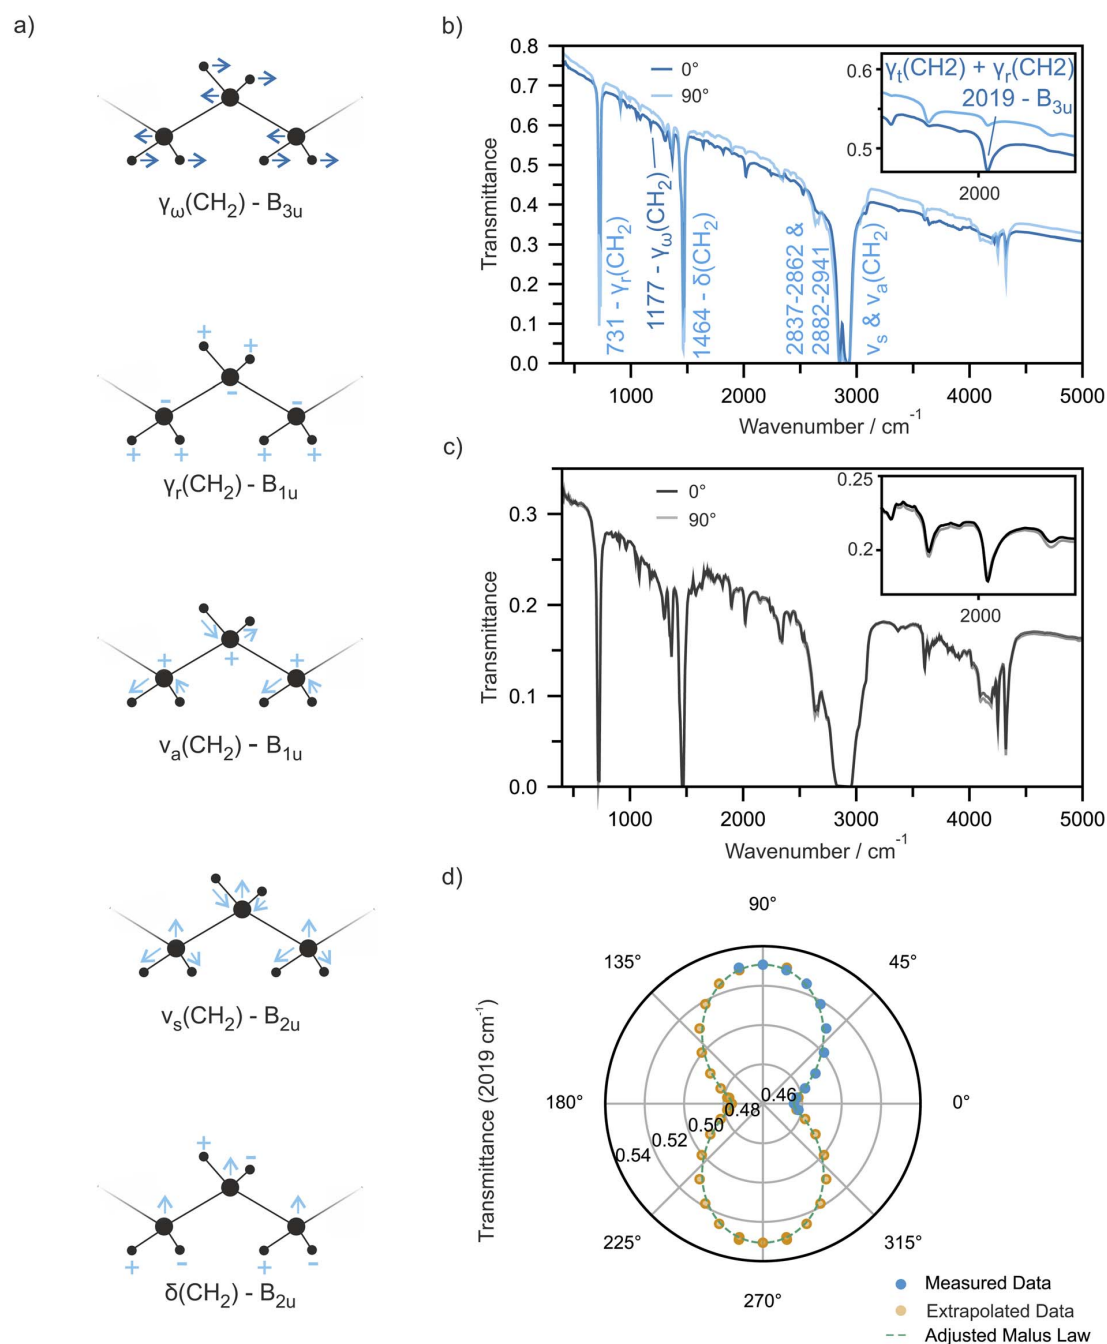 a)
γω(CH2) - B3u
+
+
-
-
-
+ + + +
γr(CH2) - B1u
+
+
+
νa(CH2) - B1u
νs(CH2) - B2u
+
-
+ - + -
δ(CH2) - B2u
b)
0.8
0.7
0.6
0.5
0.4
0.3
0.2
0.1
0.0
Transmittance
0°
90°
731 - γr(CH2)
1177 - γω(CH2)
1464 - δ(CH2)
2837-2862 &
2882-2941
νs & νa(CH2)
0.6
0.5
γt(CH2) + γr(CH2)
2019 - B3u
2000
1000 2000 3000 4000 5000
Wavenumber / cm-1
c)
0.3
0.2
0.1
0.0
Transmittance
0°
90°
0.25
0.2
2000
1000 2000 3000 4000 5000
Wavenumber / cm-1
d)
Transmittance (2019 cm-1)
90°
135° 45°
180° 0°
225° 315°
270°
0.46
0.48
0.50
0.52
0.54
Measured Data
Extrapolated Data
Adjusted Malus Law